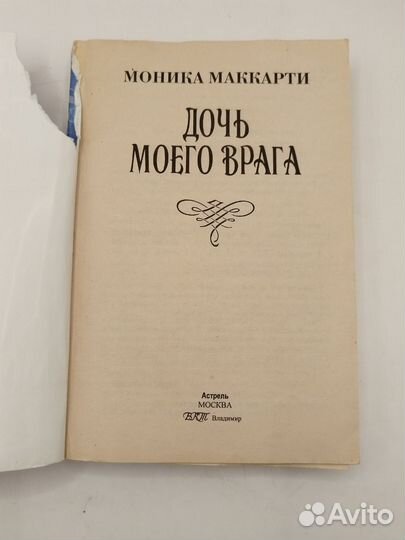 МОНИКА МАККАРТИ
ДОЧЬ
МОЕГО ВРАГА
Астрель
МОСКВА
ВКТ Владимир
Avito